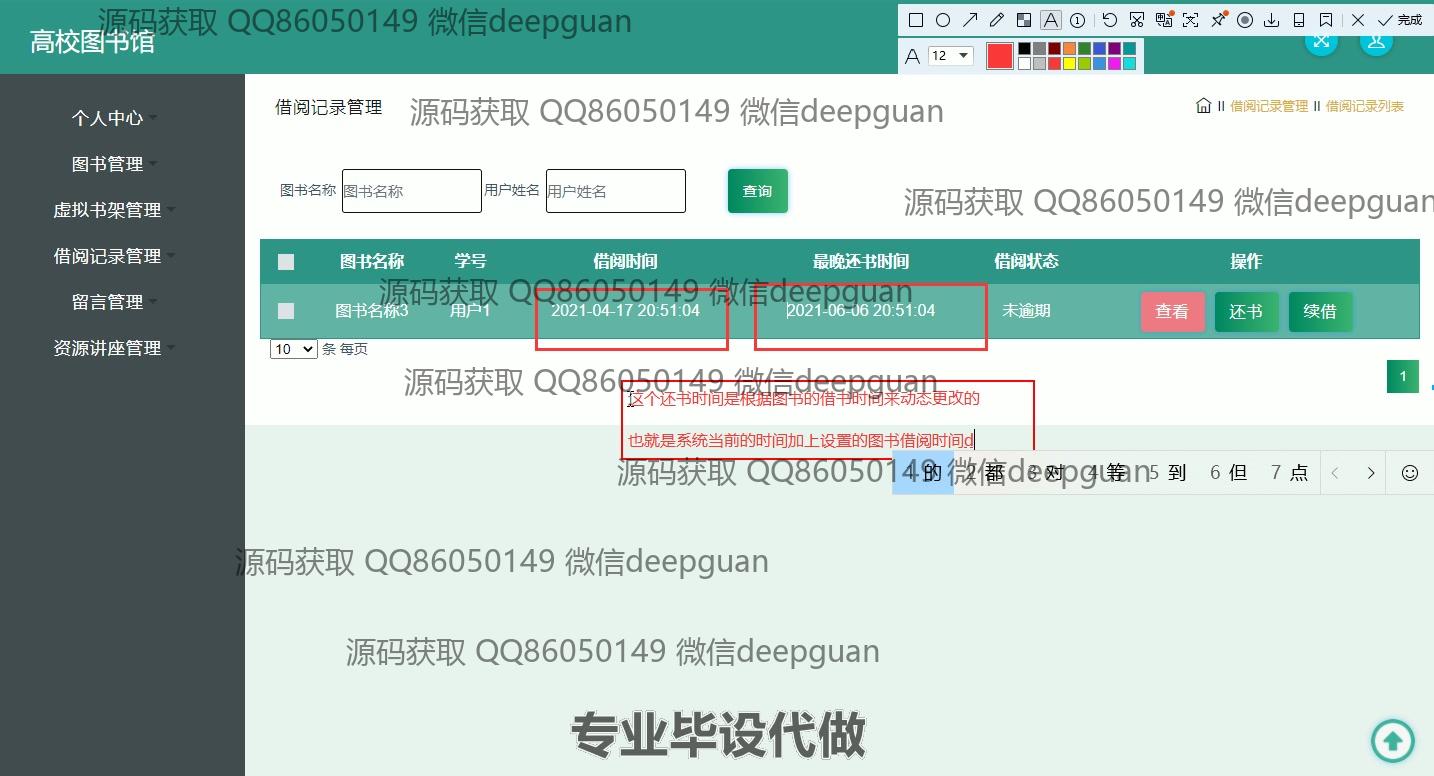 源码获取 QQ86050149 微信deepguan
高校图书馆
12
完成
个人中心
图书管理
虚拟书架管理
借阅记录管理
留言管理
资源讲座管理
借阅记录管理
源码获取 QQ86050149 微信deepguan
借阅记录管理 借阅记录列表
图书名称 图书名称 用户姓名 用户姓名 查询
源码获取 QQ86050149 微信deepguan
图书名称 学号 借阅时间 最晚还书时间 借阅状态 操作
源码获取 QQ86050149 微信deepguan
图书名称3 用户1 2021-04-17 20:51:04 2021-06-06 20:51:04 未逾期 查看 还书 续借
10 条 每页
1
源码获取 QQ86050149 微信deepguan
这个还书时间是根据图书的借书时间来动态更改的
也就是系统当前的时间加上设置的图书借阅时间d
源码获取 QQ86050149 微信deepguan
1 的 2 都 3 对 4 等 5 到 6 但 7 点
源码获取 QQ86050149 微信deepguan
源码获取 QQ86050149 微信deepguan
专业毕设代做